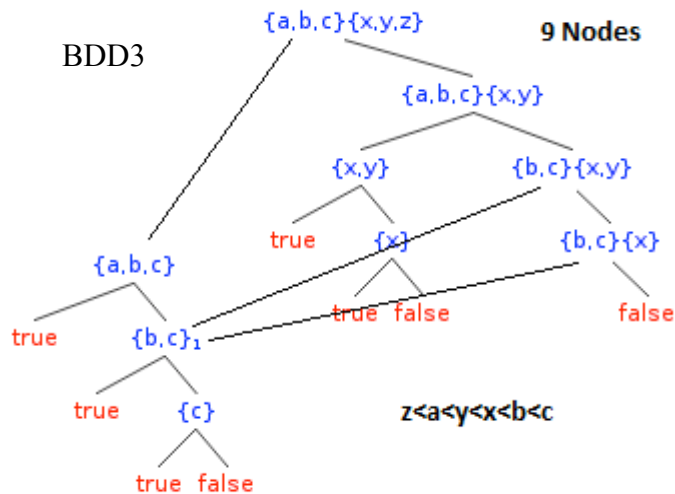 {a,b,c}{x,y,z} 9 Nodes
BDD3
{a,b,c}{x,y}
{x,y} {b,c}{x,y}
true {x} {b,c}{x}
{a,b,c}
true {b,c}₁ true false false
true {c} z<a<y<x<b<c
true false